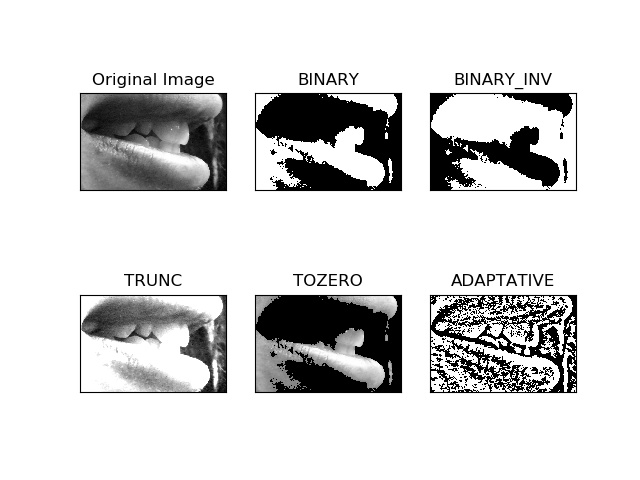 Original Image
BINARY
BINARY_INV
TRUNC
TOZERO
ADAPTATIVE